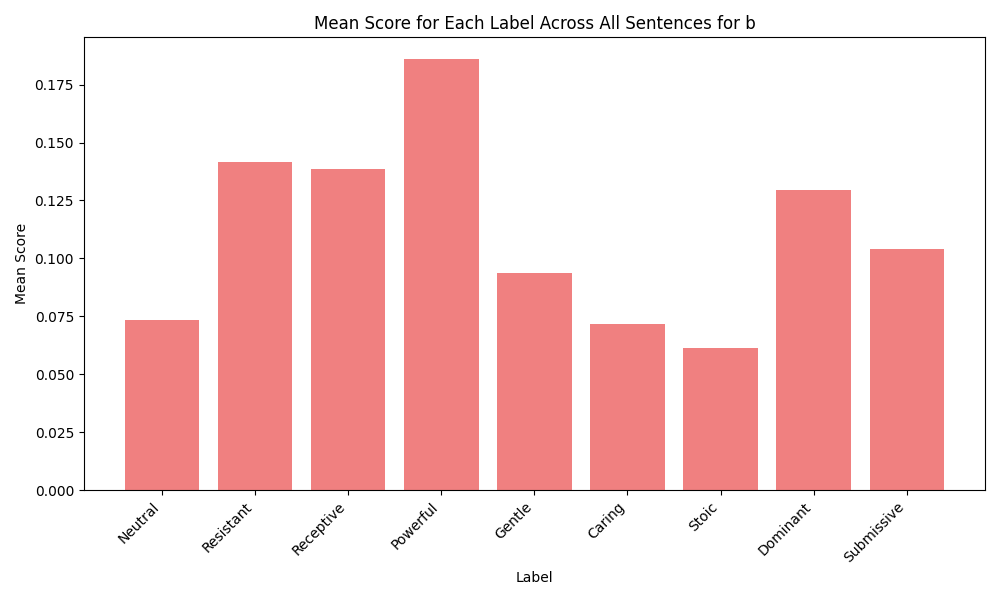 Mean Score for Each Label Across All Sentences for b
Mean Score
0.175
0.150
0.125
0.100
0.075
0.050
0.025
0.000
Neutral
Resistant
Receptive
Powerful
Gentle
Caring
Stoic
Dominant
Submissive
Label